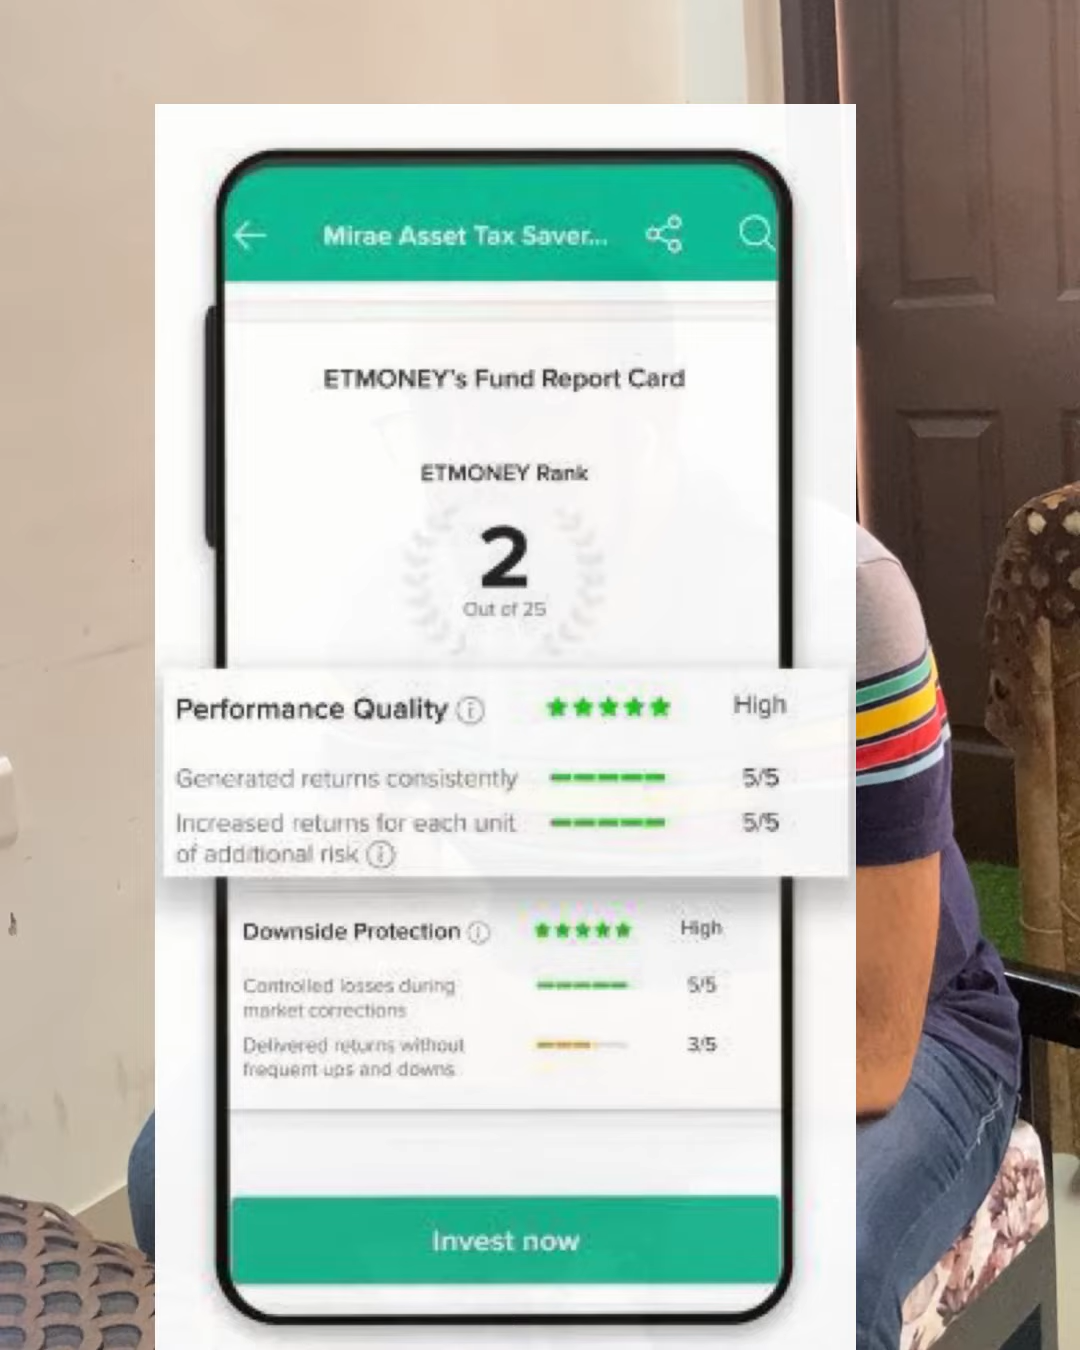 Mirae Asset Tax Saver...
ETMONEY's Fund Report Card
ETMONEY Rank
2
Out of 25
Performance Quality High
Generated returns consistently 5/5
Increased returns for each unit 5/5
of additional risk
Downside Protection High
Controlled losses during 5/5
market corrections
Delivered returns without 3/5
frequent ups and downs
Invest now